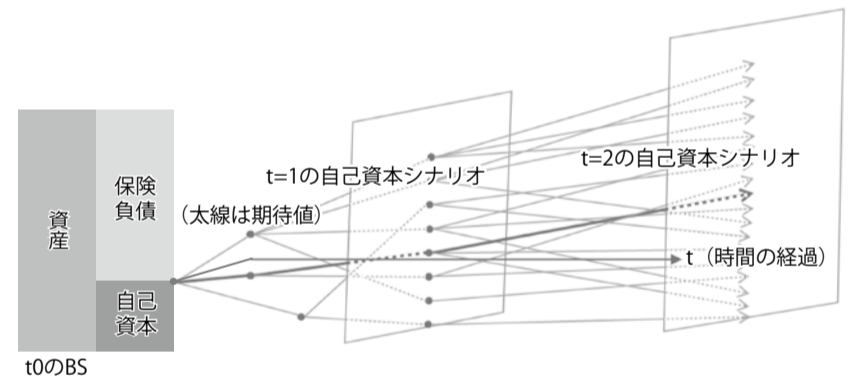 資産
保険
負債
自己
資本
t0のBS
（太線は期待値）
t=1の自己資本シナリオ
t=2の自己資本シナリオ
t（時間の経過）